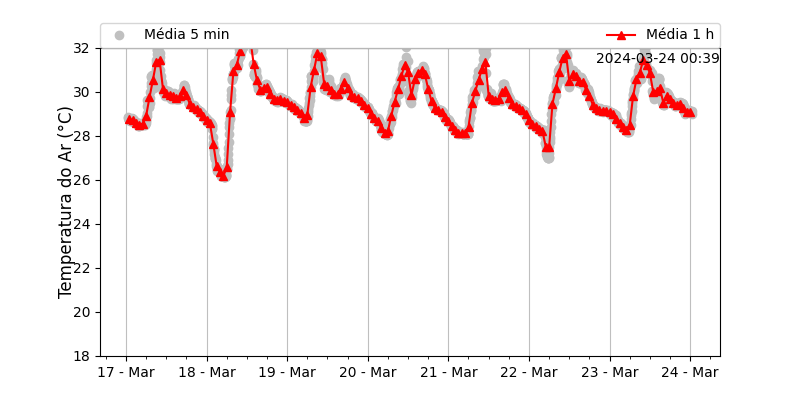 Média 5 min
Média 1 h
2024-03-24 00:39
Temperatura do Ar (°C)
32
30
28
26
24
22
20
18
17 - Mar
18 - Mar
19 - Mar
20 - Mar
21 - Mar
22 - Mar
23 - Mar
24 - Mar